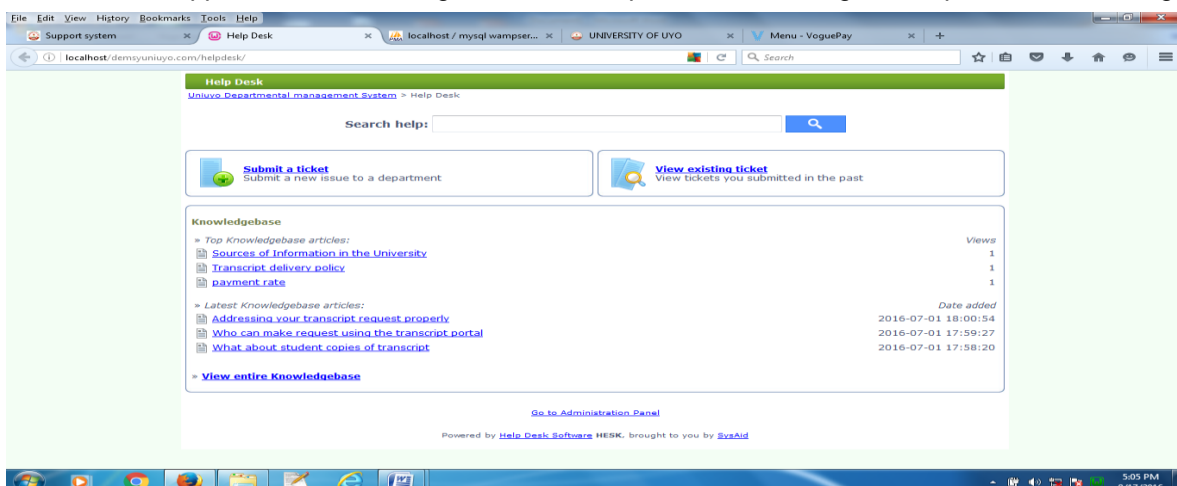 File Edit View History Bookmarks Tools Help
Support system × Help Desk × localhost / mysql wampser... × UNIVERSITY OF UYO × Menu - VoguePay × +
localhost/demsyuniuyo.com/helpdesk/ Search
Help Desk
Uniuyo Departmental management System > Help Desk
Search help:
Submit a ticket
Submit a new issue to a department
View existing ticket
View tickets you submitted in the past
Knowledgebase
» Top Knowledgebase articles: Views
Sources of Information in the University 1
Transcript delivery policy 1
payment rate 1
» Latest Knowledgebase articles: Date added
Addressing your transcript request properly 2016-07-01 18:00:54
Who can make request using the transcript portal 2016-07-01 17:59:27
What about student copies of transcript 2016-07-01 17:58:20
» View entire Knowledgebase
Go to Administration Panel
Powered by Help Desk Software HESK, brought to you by SysAid
5:05 PM